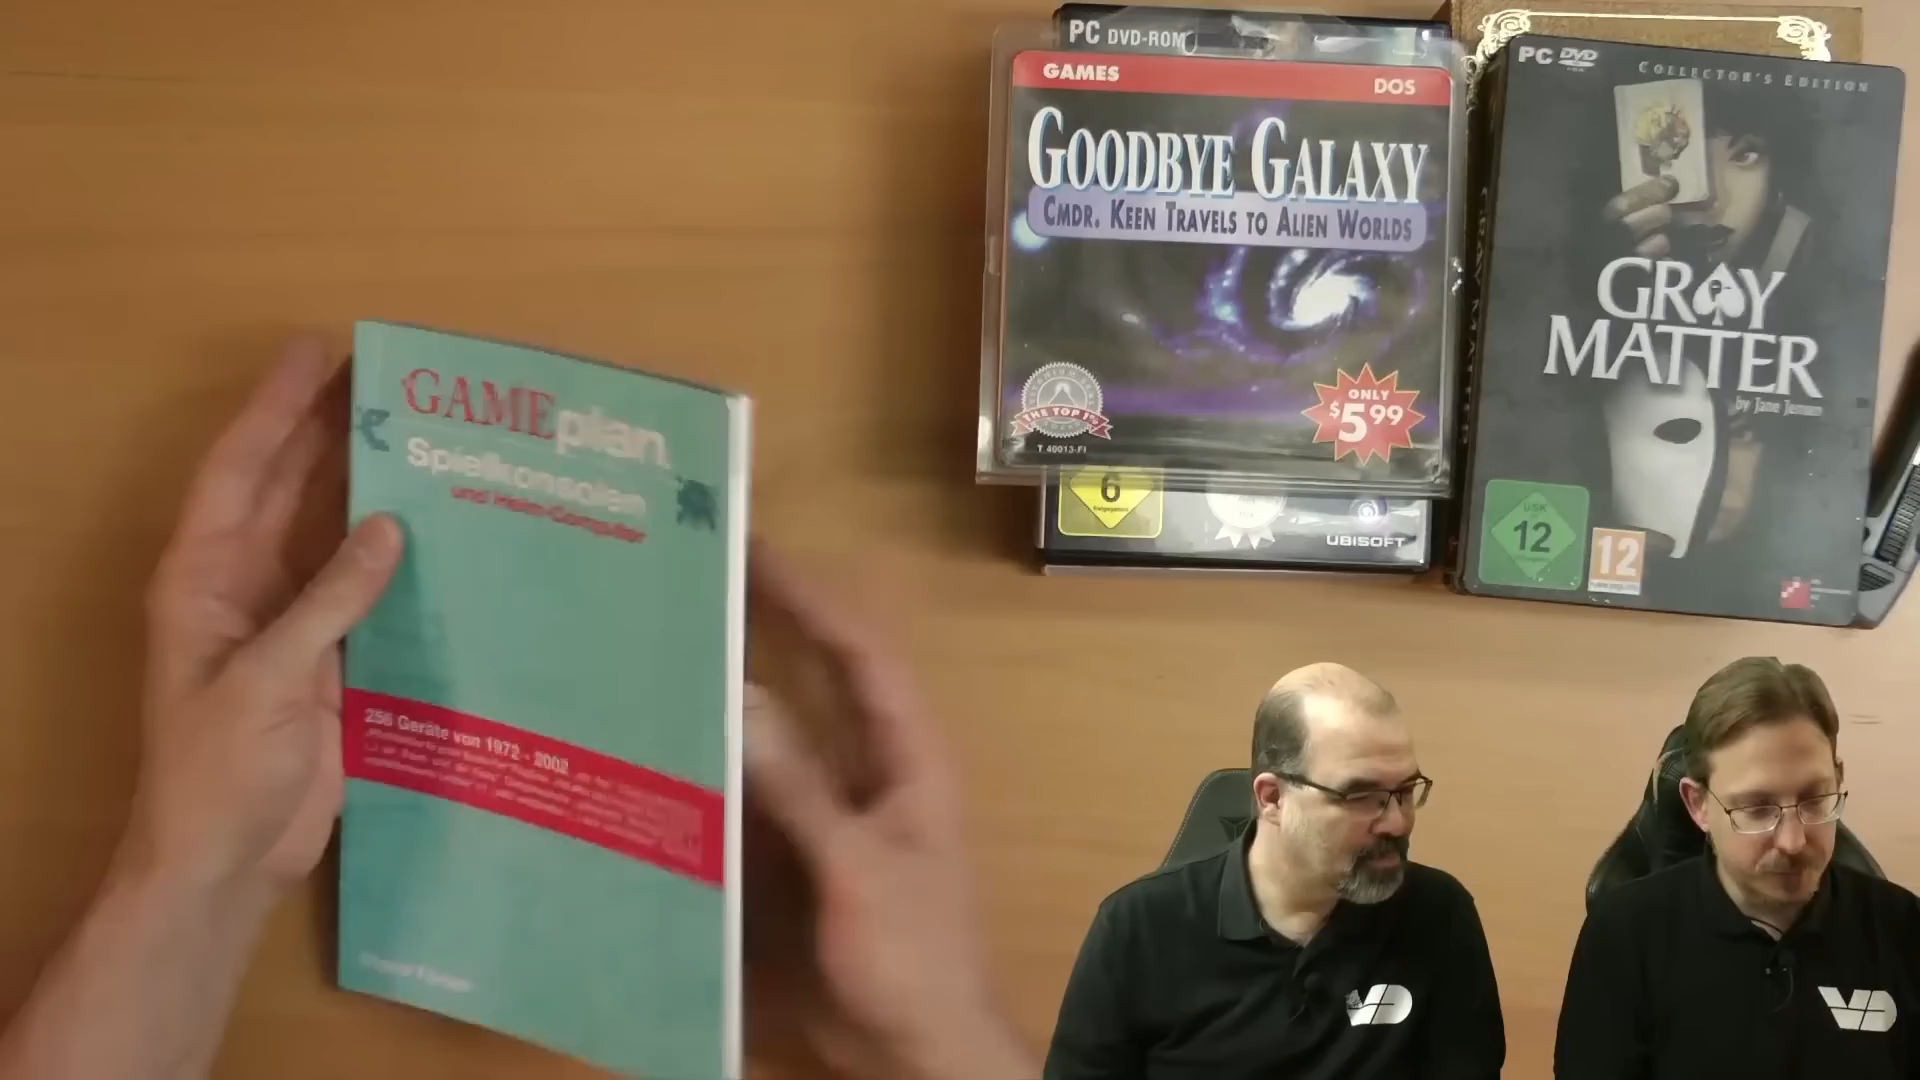 GAMEplan
Spielkonsolen
und Heim-Computer
256 Geräte von 1972 - 2002
PC DVD-ROM
GAMES
DOS
GOODBYE GALAXY
CMDR. KEEN TRAVELS TO ALIEN WORLDS
THE TOP 1%
ONLY
$5.99
T 40013-FI
6
UBISOFT
PC DVD
COLLECTOR'S EDITION
GRAY
MATTER
by Jane Jensen
USK
12
12
VD
VD